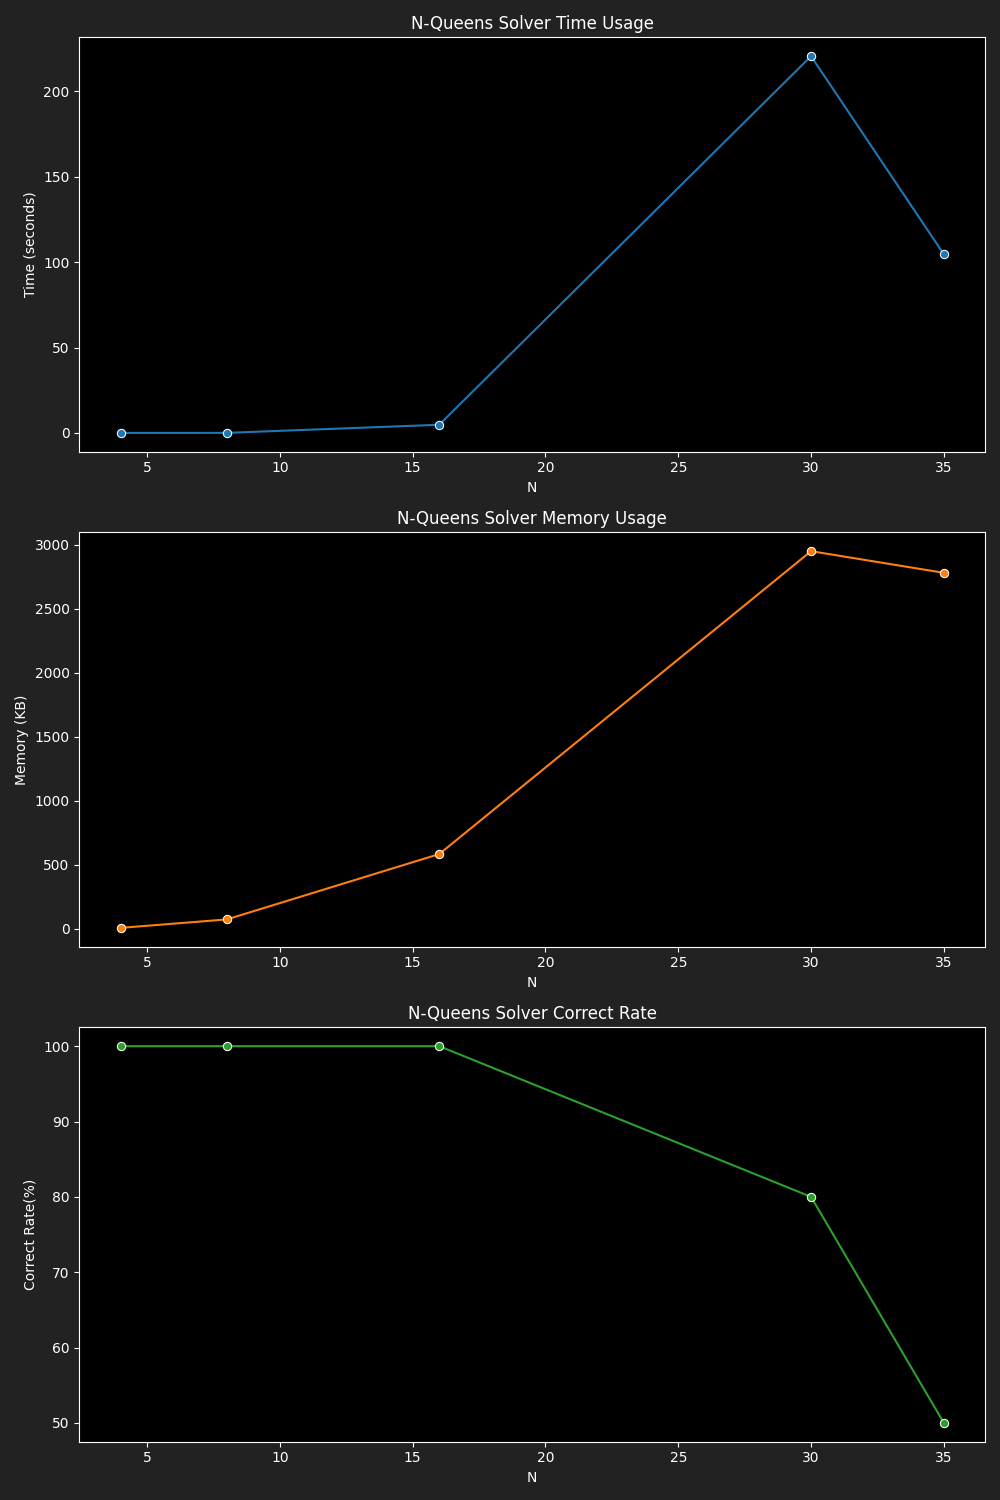 N-Queens Solver Time Usage
200
150
100
50
0
Time (seconds)
5 10 15 20 25 30 35
N
N-Queens Solver Memory Usage
3000
2500
2000
1500
1000
500
0
Memory (KB)
5 10 15 20 25 30 35
N
N-Queens Solver Correct Rate
100
90
80
70
60
50
Correct Rate(%)
5 10 15 20 25 30 35
N